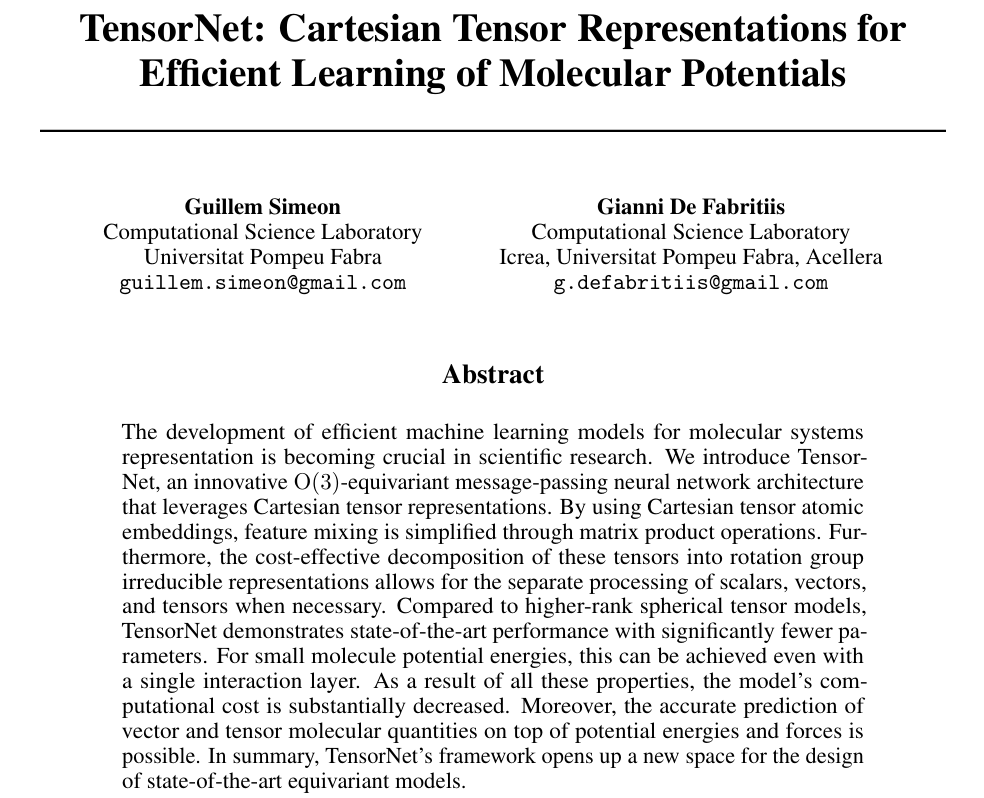 TensorNet: Cartesian Tensor Representations for
Efficient Learning of Molecular Potentials
Guillem Simeon
Computational Science Laboratory
Universitat Pompeu Fabra
guillem.simeon@gmail.com
Gianni De Fabritiis
Computational Science Laboratory
Icrea, Universitat Pompeu Fabra, Acellera
g.defabritiis@gmail.com
Abstract
The development of efficient machine learning models for molecular systems
representation is becoming crucial in scientific research. We introduce Tensor-
Net, an innovative O(3)-equivariant message-passing neural network architecture
that leverages Cartesian tensor representations. By using Cartesian tensor atomic
embeddings, feature mixing is simplified through matrix product operations. Fur-
thermore, the cost-effective decomposition of these tensors into rotation group
irreducible representations allows for the separate processing of scalars, vectors,
and tensors when necessary. Compared to higher-rank spherical tensor models,
TensorNet demonstrates state-of-the-art performance with significantly fewer pa-
rameters. For small molecule potential energies, this can be achieved even with
a single interaction layer. As a result of all these properties, the model's com-
putational cost is substantially decreased. Moreover, the accurate prediction of
vector and tensor molecular quantities on top of potential energies and forces is
possible. In summary, TensorNet's framework opens up a new space for the design
of state-of-the-art equivariant models.